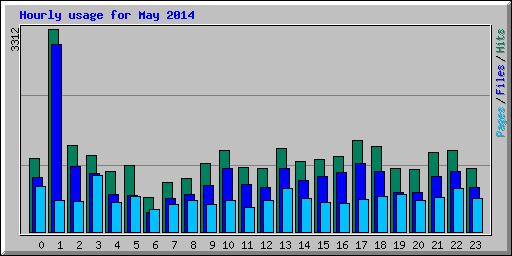 Hourly usage for May 2014
3312
Pages / Files / Hits
0 1 2 3 4 5 6 7 8 9 10 11 12 13 14 15 16 17 18 19 20 21 22 23